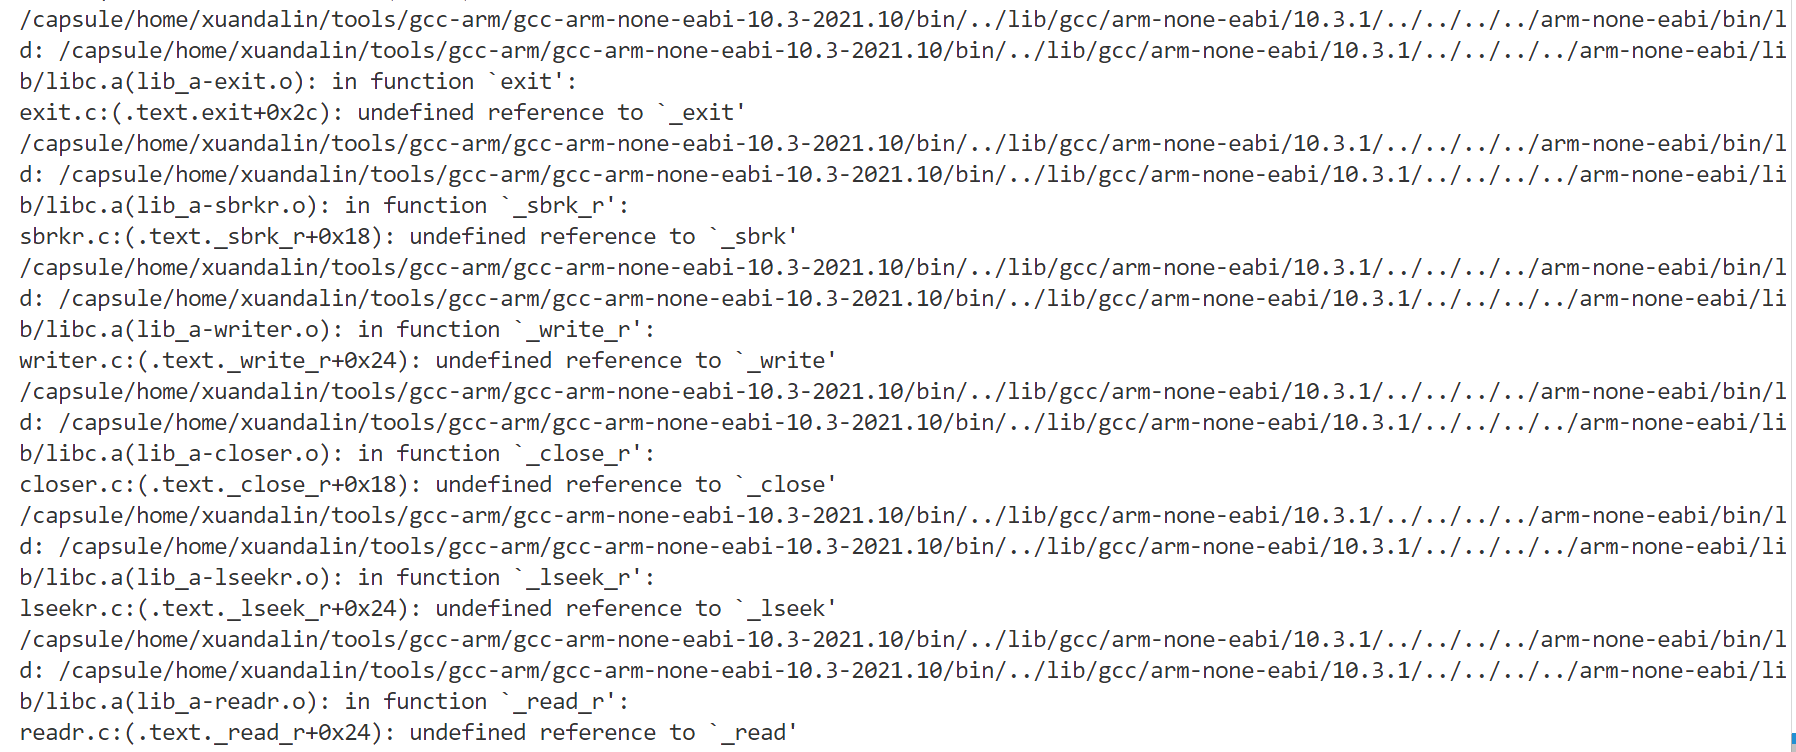 /capsule/home/xuandalin/tools/gcc-arm/gcc-arm-none-eabi-10.3-2021.10/bin/../lib/gcc/arm-none-eabi/10.3.1/../../../../arm-none-eabi/bin/l
d: /capsule/home/xuandalin/tools/gcc-arm/gcc-arm-none-eabi-10.3-2021.10/bin/../lib/gcc/arm-none-eabi/10.3.1/../../../../arm-none-eabi/li
b/libc.a(lib_a-exit.o): in function `exit':
exit.c:(.text.exit+0x2c): undefined reference to `_exit'
/capsule/home/xuandalin/tools/gcc-arm/gcc-arm-none-eabi-10.3-2021.10/bin/../lib/gcc/arm-none-eabi/10.3.1/../../../../arm-none-eabi/bin/l
d: /capsule/home/xuandalin/tools/gcc-arm/gcc-arm-none-eabi-10.3-2021.10/bin/../lib/gcc/arm-none-eabi/10.3.1/../../../../arm-none-eabi/li
b/libc.a(lib_a-sbrkr.o): in function `_sbrk_r':
sbrkr.c:(.text._sbrk_r+0x18): undefined reference to `_sbrk'
/capsule/home/xuandalin/tools/gcc-arm/gcc-arm-none-eabi-10.3-2021.10/bin/../lib/gcc/arm-none-eabi/10.3.1/../../../../arm-none-eabi/bin/l
d: /capsule/home/xuandalin/tools/gcc-arm/gcc-arm-none-eabi-10.3-2021.10/bin/../lib/gcc/arm-none-eabi/10.3.1/../../../../arm-none-eabi/li
b/libc.a(lib_a-writer.o): in function `_write_r':
writer.c:(.text._write_r+0x24): undefined reference to `_write'
/capsule/home/xuandalin/tools/gcc-arm/gcc-arm-none-eabi-10.3-2021.10/bin/../lib/gcc/arm-none-eabi/10.3.1/../../../../arm-none-eabi/bin/l
d: /capsule/home/xuandalin/tools/gcc-arm/gcc-arm-none-eabi-10.3-2021.10/bin/../lib/gcc/arm-none-eabi/10.3.1/../../../../arm-none-eabi/li
b/libc.a(lib_a-closer.o): in function `_close_r':
closer.c:(.text._close_r+0x18): undefined reference to `_close'
/capsule/home/xuandalin/tools/gcc-arm/gcc-arm-none-eabi-10.3-2021.10/bin/../lib/gcc/arm-none-eabi/10.3.1/../../../../arm-none-eabi/bin/l
d: /capsule/home/xuandalin/tools/gcc-arm/gcc-arm-none-eabi-10.3-2021.10/bin/../lib/gcc/arm-none-eabi/10.3.1/../../../../arm-none-eabi/li
b/libc.a(lib_a-lseekr.o): in function `_lseek_r':
lseekr.c:(.text._lseek_r+0x24): undefined reference to `_lseek'
/capsule/home/xuandalin/tools/gcc-arm/gcc-arm-none-eabi-10.3-2021.10/bin/../lib/gcc/arm-none-eabi/10.3.1/../../../../arm-none-eabi/bin/l
d: /capsule/home/xuandalin/tools/gcc-arm/gcc-arm-none-eabi-10.3-2021.10/bin/../lib/gcc/arm-none-eabi/10.3.1/../../../../arm-none-eabi/li
b/libc.a(lib_a-readr.o): in function `_read_r':
readr.c:(.text._read_r+0x24): undefined reference to `_read'